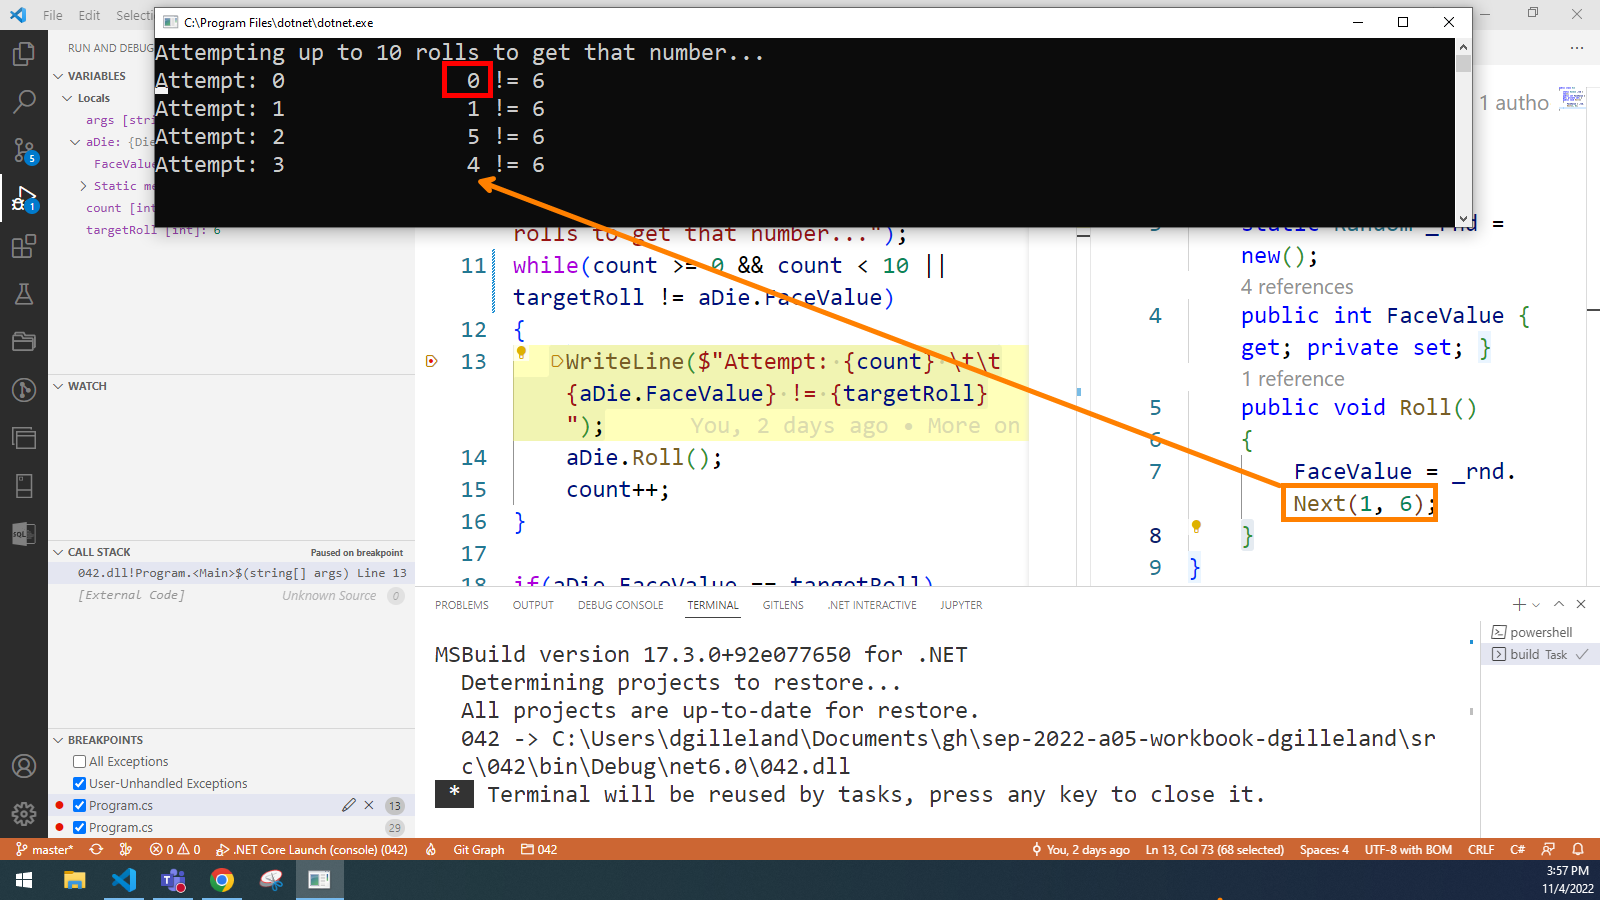 File Edit Selecti
C:\Program Files\dotnet\dotnet.exe
Attempting up to 10 rolls to get that number...
Attempt: 0 0 != 6
Attempt: 1 1 != 6
Attempt: 2 5 != 6
Attempt: 3 4 != 6
RUN AND DEBUG
VARIABLES
Locals
args [stri
aDie: {Die
FaceValue
Static me
count [int
targetRoll [int]: 6
WATCH
CALL STACK Paused on breakpoint
042.dll!Program.<Main>$(string[] args) Line 13
[External Code] Unknown Source 0
BREAKPOINTS
All Exceptions
User-Unhandled Exceptions
Program.cs 13
Program.cs 29
5
1
rolls to get that number...");
11 while(count >= 0 && count < 10 ||
targetRoll != aDie.FaceValue)
12 {
13 WriteLine($"Attempt: {count} \t\t
{aDie.FaceValue} != {targetRoll}
"); You, 2 days ago • More on
14 aDie.Roll();
15 count++;
16 }
17
18 if(aDie.FaceValue == targetRoll)
1 autho
3 static Random _rnd =
new();
4 references
4 public int FaceValue {
get; private set; }
1 reference
5 public void Roll()
6 {
7 FaceValue = _rnd.
Next(1, 6);
8 }
9 }
PROBLEMS OUTPUT DEBUG CONSOLE TERMINAL GITLENS .NET INTERACTIVE JUPYTER
MSBuild version 17.3.0+92e077650 for .NET
Determining projects to restore...
All projects are up-to-date for restore.
042 -> C:\Users\dgilleland\Documents\gh\sep-2022-a05-workbook-dgilleland\sr
c\042\bin\Debug\net6.0\042.dll
* Terminal will be reused by tasks, press any key to close it.
powershell
build Task
master* 0 0 .NET Core Launch (console) (042) Git Graph 042 You, 2 days ago Ln 13, Col 73 (68 selected) Spaces: 4 UTF-8 with BOM CRLF C#
3:57 PM
11/4/2022